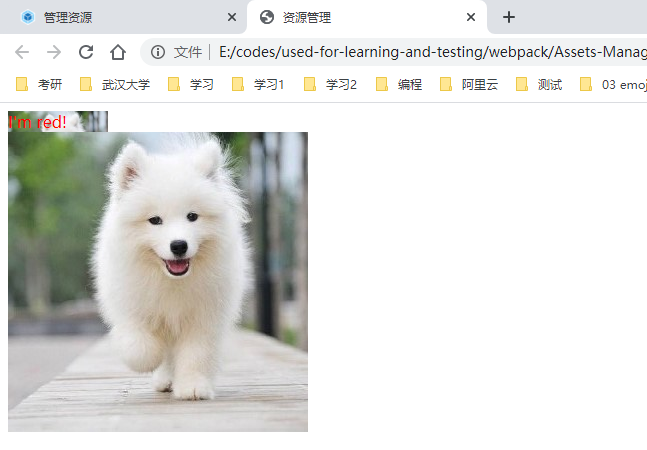 管理资源
资源管理
文件 E:/codes/used-for-learning-and-testing/webpack/Assets-Manag
考研 武汉大学 学习 学习1 学习2 编程 阿里云 测试 03 emoj
I'm red!